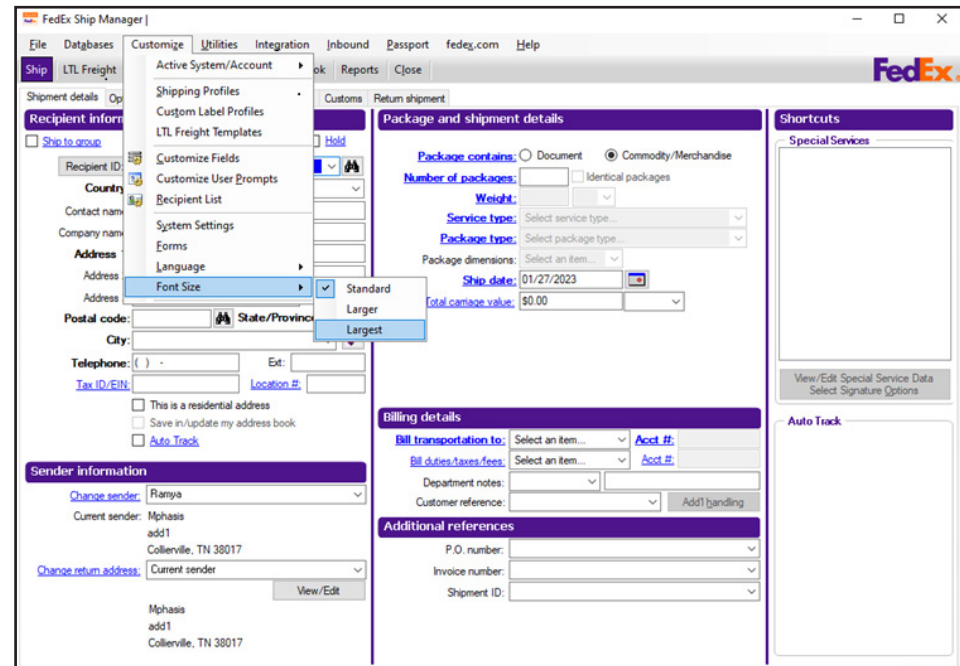 FedEx Ship Manager |
File Databases Customize Utilities Integration Inbound Passport fedex.com Help
Ship LTL Freight ok Reports Close
FedEx
Active System/Account
Shipping Profiles
Custom Label Profiles
LTL Freight Templates
Customize Fields
Customize User Prompts
Recipient List
System Settings
Forms
Language
Font Size
Standard
Larger
Largest
Shipment details Op Customs Return shipment
Recipient inform
Ship to group Hold
Recipient ID:
Country
Contact nam
Company nam
Address
Address
Address
Postal code: State/Provinc
City:
Telephone: ( ) - Ext:
Tax ID/EIN: Location #:
This is a residential address
Save in/update my address book
Auto Track
Sender information
Change sender: Ramya
Current sender: Mphasis
add1
Collierville, TN 38017
Change return address: Current sender
View/Edit
Mphasis
add1
Collierville, TN 38017
Package and shipment details
Package contains: Document Commodity/Merchandise
Number of packages: Identical packages
Weight:
Service type: Select service type...
Package type: Select package type...
Package dimensions: Select an item...
Ship date: 01/27/2023
Total carriage value: $0.00
Billing details
Bill transportation to: Select an item... Acct #:
Bill duties/taxes/fees: Select an item... Acct #:
Department notes:
Customer reference: Add'l handling
Additional references
P.O. number:
Invoice number:
Shipment ID:
Shortcuts
Special Services
View/Edit Special Service Data
Select Signature Options
Auto Track